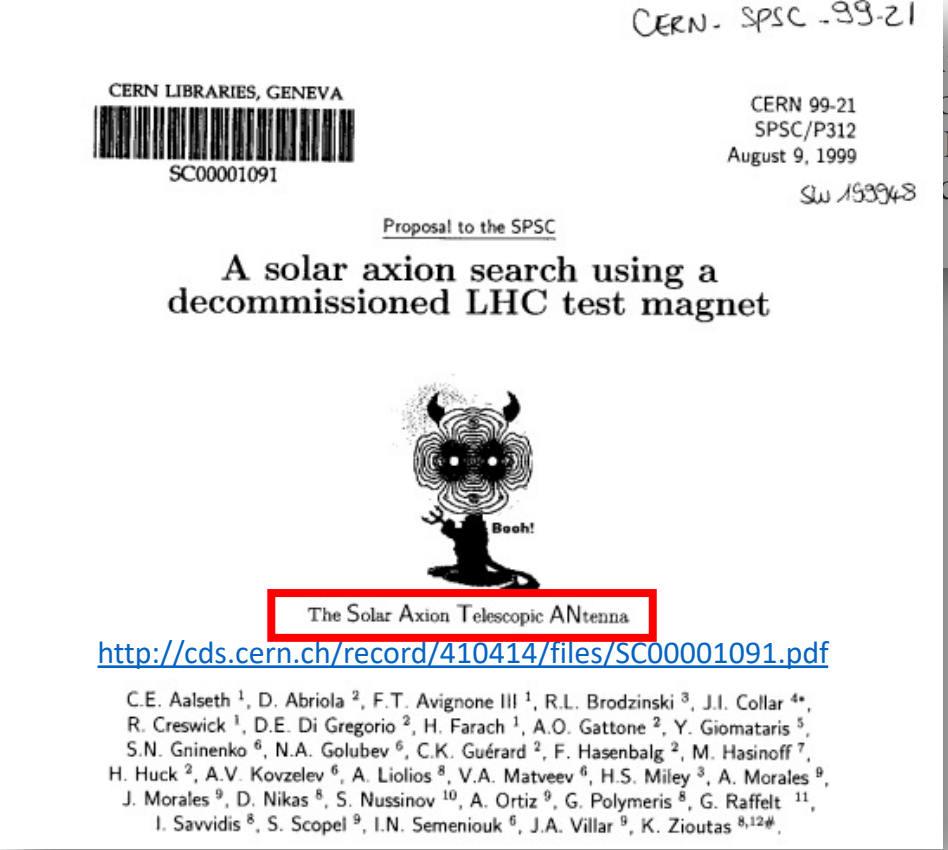 CERN - SPSC - 99-21
CERN LIBRARIES, GENEVA
SC00001091
CERN 99-21
SPSC/P312
August 9, 1999
SW 199948
Proposal to the SPSC
A solar axion search using a
decommissioned LHC test magnet
Booh!
The Solar Axion Telescopic ANtenna
http://cds.cern.ch/record/410414/files/SC00001091.pdf
C.E. Aalseth ¹, D. Abriola ², F.T. Avignone III ¹, R.L. Brodzinski ³, J.I. Collar ⁴*,
R. Creswick ¹, D.E. Di Gregorio ², H. Farach ¹, A.O. Gattone ², Y. Giomataris ⁵,
S.N. Gninenko ⁶, N.A. Golubev ⁶, C.K. Guérard ², F. Hasenbalg ², M. Hasinoff ⁷,
H. Huck ², A.V. Kovzelev ⁶, A. Liolios ⁸, V.A. Matveev ⁶, H.S. Miley ³, A. Morales ⁹,
J. Morales ⁹, D. Nikas ⁸, S. Nussinov ¹⁰, A. Ortiz ⁹, G. Polymeris ⁸, G. Raffelt ¹¹,
I. Savvidis ⁸, S. Scopel ⁹, I.N. Semeniouk ⁶, J.A. Villar ⁹, K. Zioutas ⁸,¹²#.